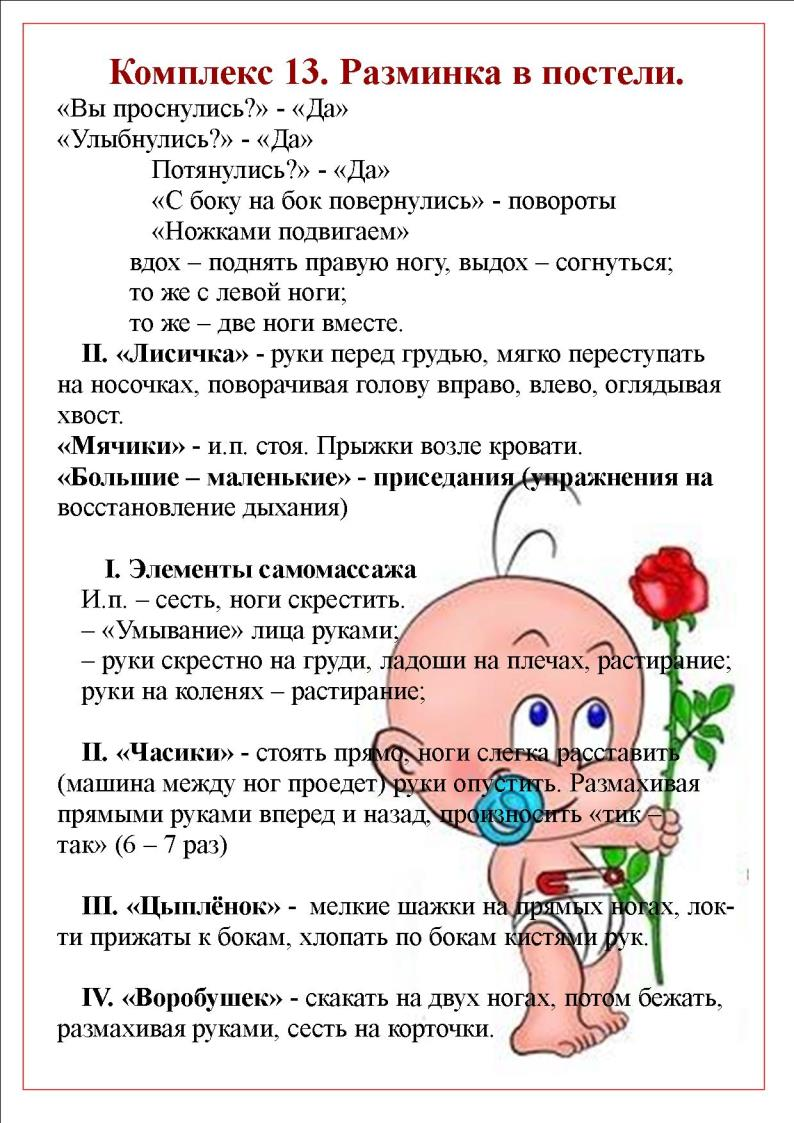 Комплекс 13. Разминка в постели.
«Вы проснулись?» - «Да»
«Улыбнулись?» - «Да»
Потянулись?» - «Да»
«С боку на бок повернулись» - повороты
«Ножками подвигаем»
вдох – поднять правую ногу, выдох – согнуться;
то же с левой ноги;
то же – две ноги вместе.
II. «Лисичка» - руки перед грудью, мягко переступать
на носочках, поворачивая голову вправо, влево, оглядывая
хвост.
«Мячики» - и.п. стоя. Прыжки возле кровати.
«Большие – маленькие» - приседания (упражнения на
восстановление дыхания)
I. Элементы самомассажа
И.п. – сесть, ноги скрестить.
– «Умывание» лица руками;
– руки скрестно на груди, ладоши на плечах, растирание;
руки на коленях – растирание;
II. «Часики» - стоять прямо, ноги слегка расставить
(машина между ног проедет) руки опустить. Размахивая
прямыми руками вперед и назад, произносить «тик –
так» (6 – 7 раз)
III. «Цыплёнок» - мелкие шажки на прямых ногах, лок-
ти прижаты к бокам, хлопать по бокам кистями рук.
IV. «Воробушек» - скакать на двух ногах, потом бежать,
размахивая руками, сесть на корточки.